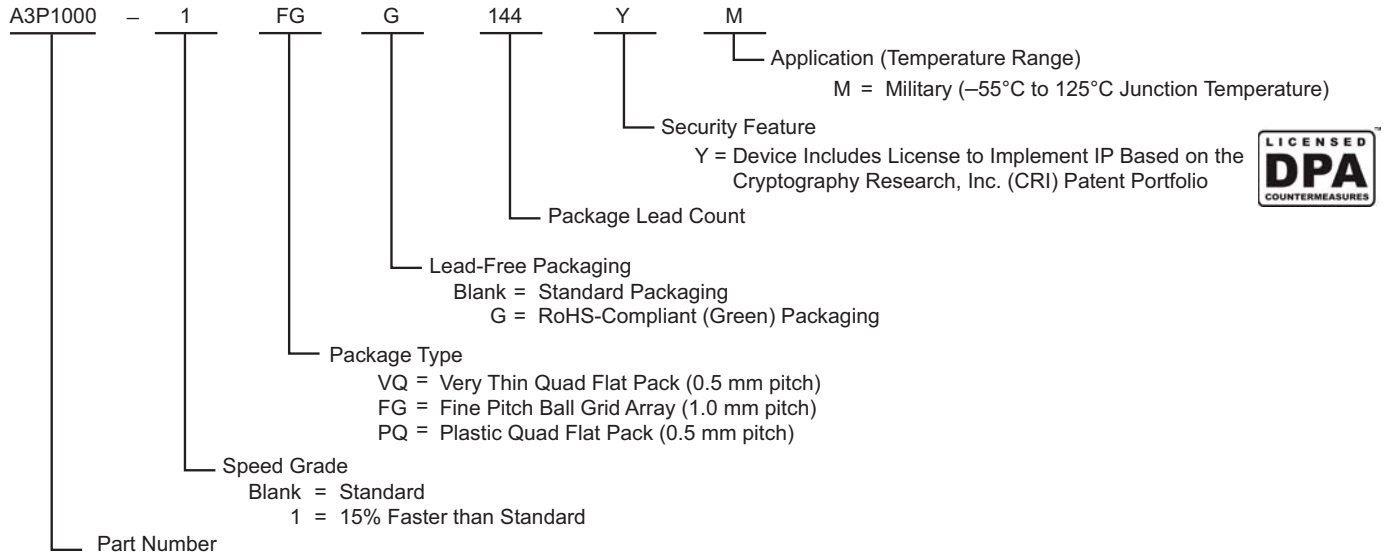 A3P1000 – 1 FG G 144 Y M
Application (Temperature Range)
M = Military (–55°C to 125°C Junction Temperature)
Security Feature
Y = Device Includes License to Implement IP Based on the
Cryptography Research, Inc. (CRI) Patent Portfolio
LICENSED
DPA
COUNTERMEASURES
™
Package Lead Count
Lead-Free Packaging
Blank = Standard Packaging
G = RoHS-Compliant (Green) Packaging
Package Type
VQ = Very Thin Quad Flat Pack (0.5 mm pitch)
FG = Fine Pitch Ball Grid Array (1.0 mm pitch)
PQ = Plastic Quad Flat Pack (0.5 mm pitch)
Speed Grade
Blank = Standard
1 = 15% Faster than Standard
Part Number